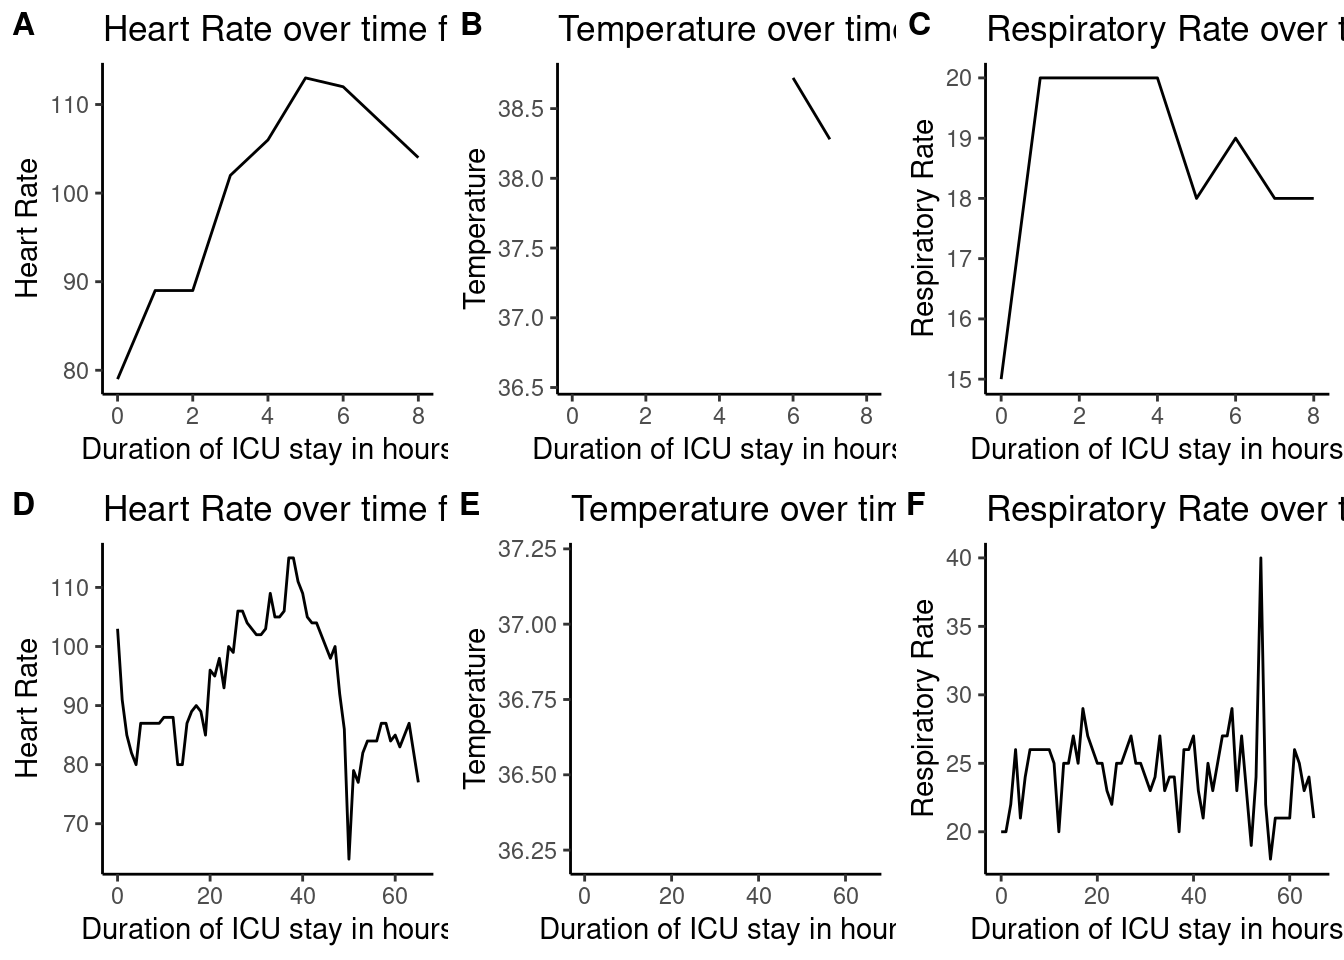 A
Heart Rate over time f
Heart Rate
110
100
90
80
0 2 4 6 8
Duration of ICU stay in hours
B
Temperature over time
Temperature
38.5
38.0
37.5
37.0
36.5
0 2 4 6 8
Duration of ICU stay in hours
C
Respiratory Rate over t
Respiratory Rate
20
19
18
17
16
15
0 2 4 6 8
Duration of ICU stay in hours
D
Heart Rate over time f
Heart Rate
110
100
90
80
70
0 20 40 60
Duration of ICU stay in hours
E
Temperature over tim
Temperature
37.25
37.00
36.75
36.50
36.25
0 20 40 60
Duration of ICU stay in hour
F
Respiratory Rate over t
Respiratory Rate
40
35
30
25
20
0 20 40 60
Duration of ICU stay in hours